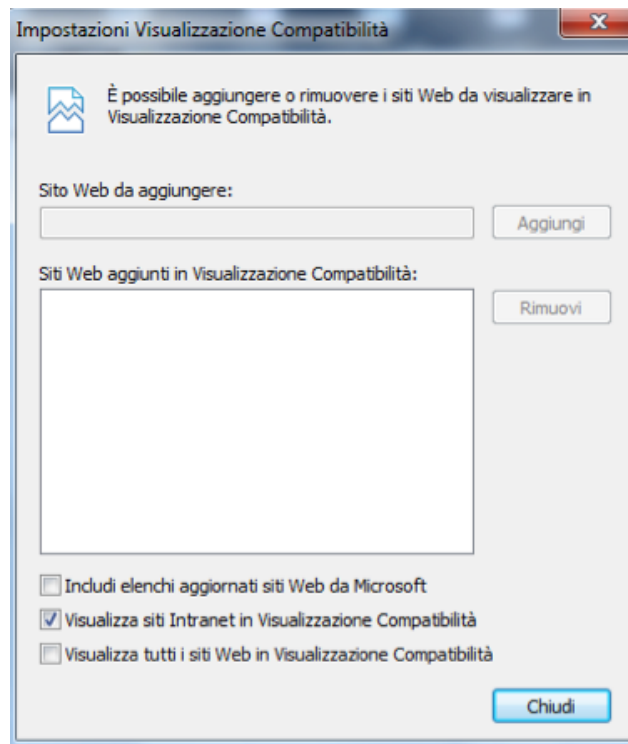 Impostazioni Visualizzazione Compatibilità
È possibile aggiungere o rimuovere i siti Web da visualizzare in
Visualizzazione Compatibilità.
Sito Web da aggiungere:
Aggiungi
Siti Web aggiunti in Visualizzazione Compatibilità:
Rimuovi
Includi elenchi aggiornati siti Web da Microsoft
Visualizza siti Intranet in Visualizzazione Compatibilità
Visualizza tutti i siti Web in Visualizzazione Compatibilità
Chiudi